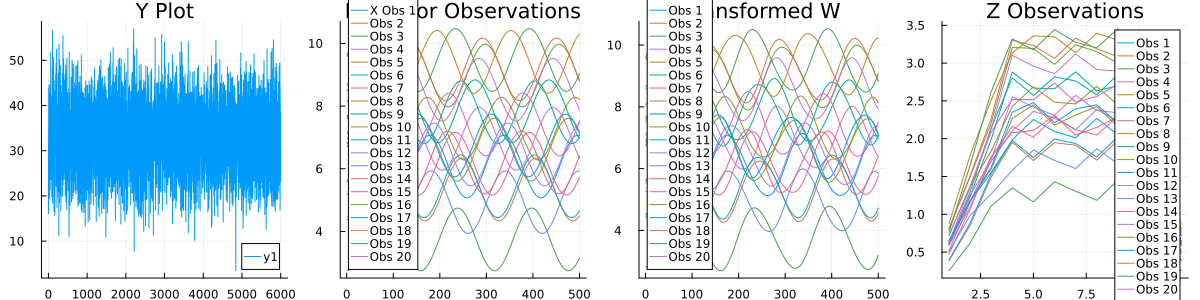 Y Plot
50
40
30
20
10
0
1000
2000
3000
4000
5000
6000
y1
or Observations
10
8
6
4
0
100
200
300
400
500
X Obs 1
Obs 2
Obs 3
Obs 4
Obs 5
Obs 6
Obs 7
Obs 8
Obs 9
Obs 10
Obs 11
Obs 12
Obs 13
Obs 14
Obs 15
Obs 16
Obs 17
Obs 18
Obs 19
Obs 20
nsformed W
10
8
6
4
0
100
200
300
400
500
Obs 1
Obs 2
Obs 3
Obs 4
Obs 5
Obs 6
Obs 7
Obs 8
Obs 9
Obs 10
Obs 11
Obs 12
Obs 13
Obs 14
Obs 15
Obs 16
Obs 17
Obs 18
Obs 19
Obs 20
Z Observations
3.5
3.0
2.5
2.0
1.5
1.0
0.5
2.5
5.0
7.5
Obs 1
Obs 2
Obs 3
Obs 4
Obs 5
Obs 6
Obs 7
Obs 8
Obs 9
Obs 10
Obs 11
Obs 12
Obs 13
Obs 14
Obs 15
Obs 16
Obs 17
Obs 18
Obs 19
Obs 20